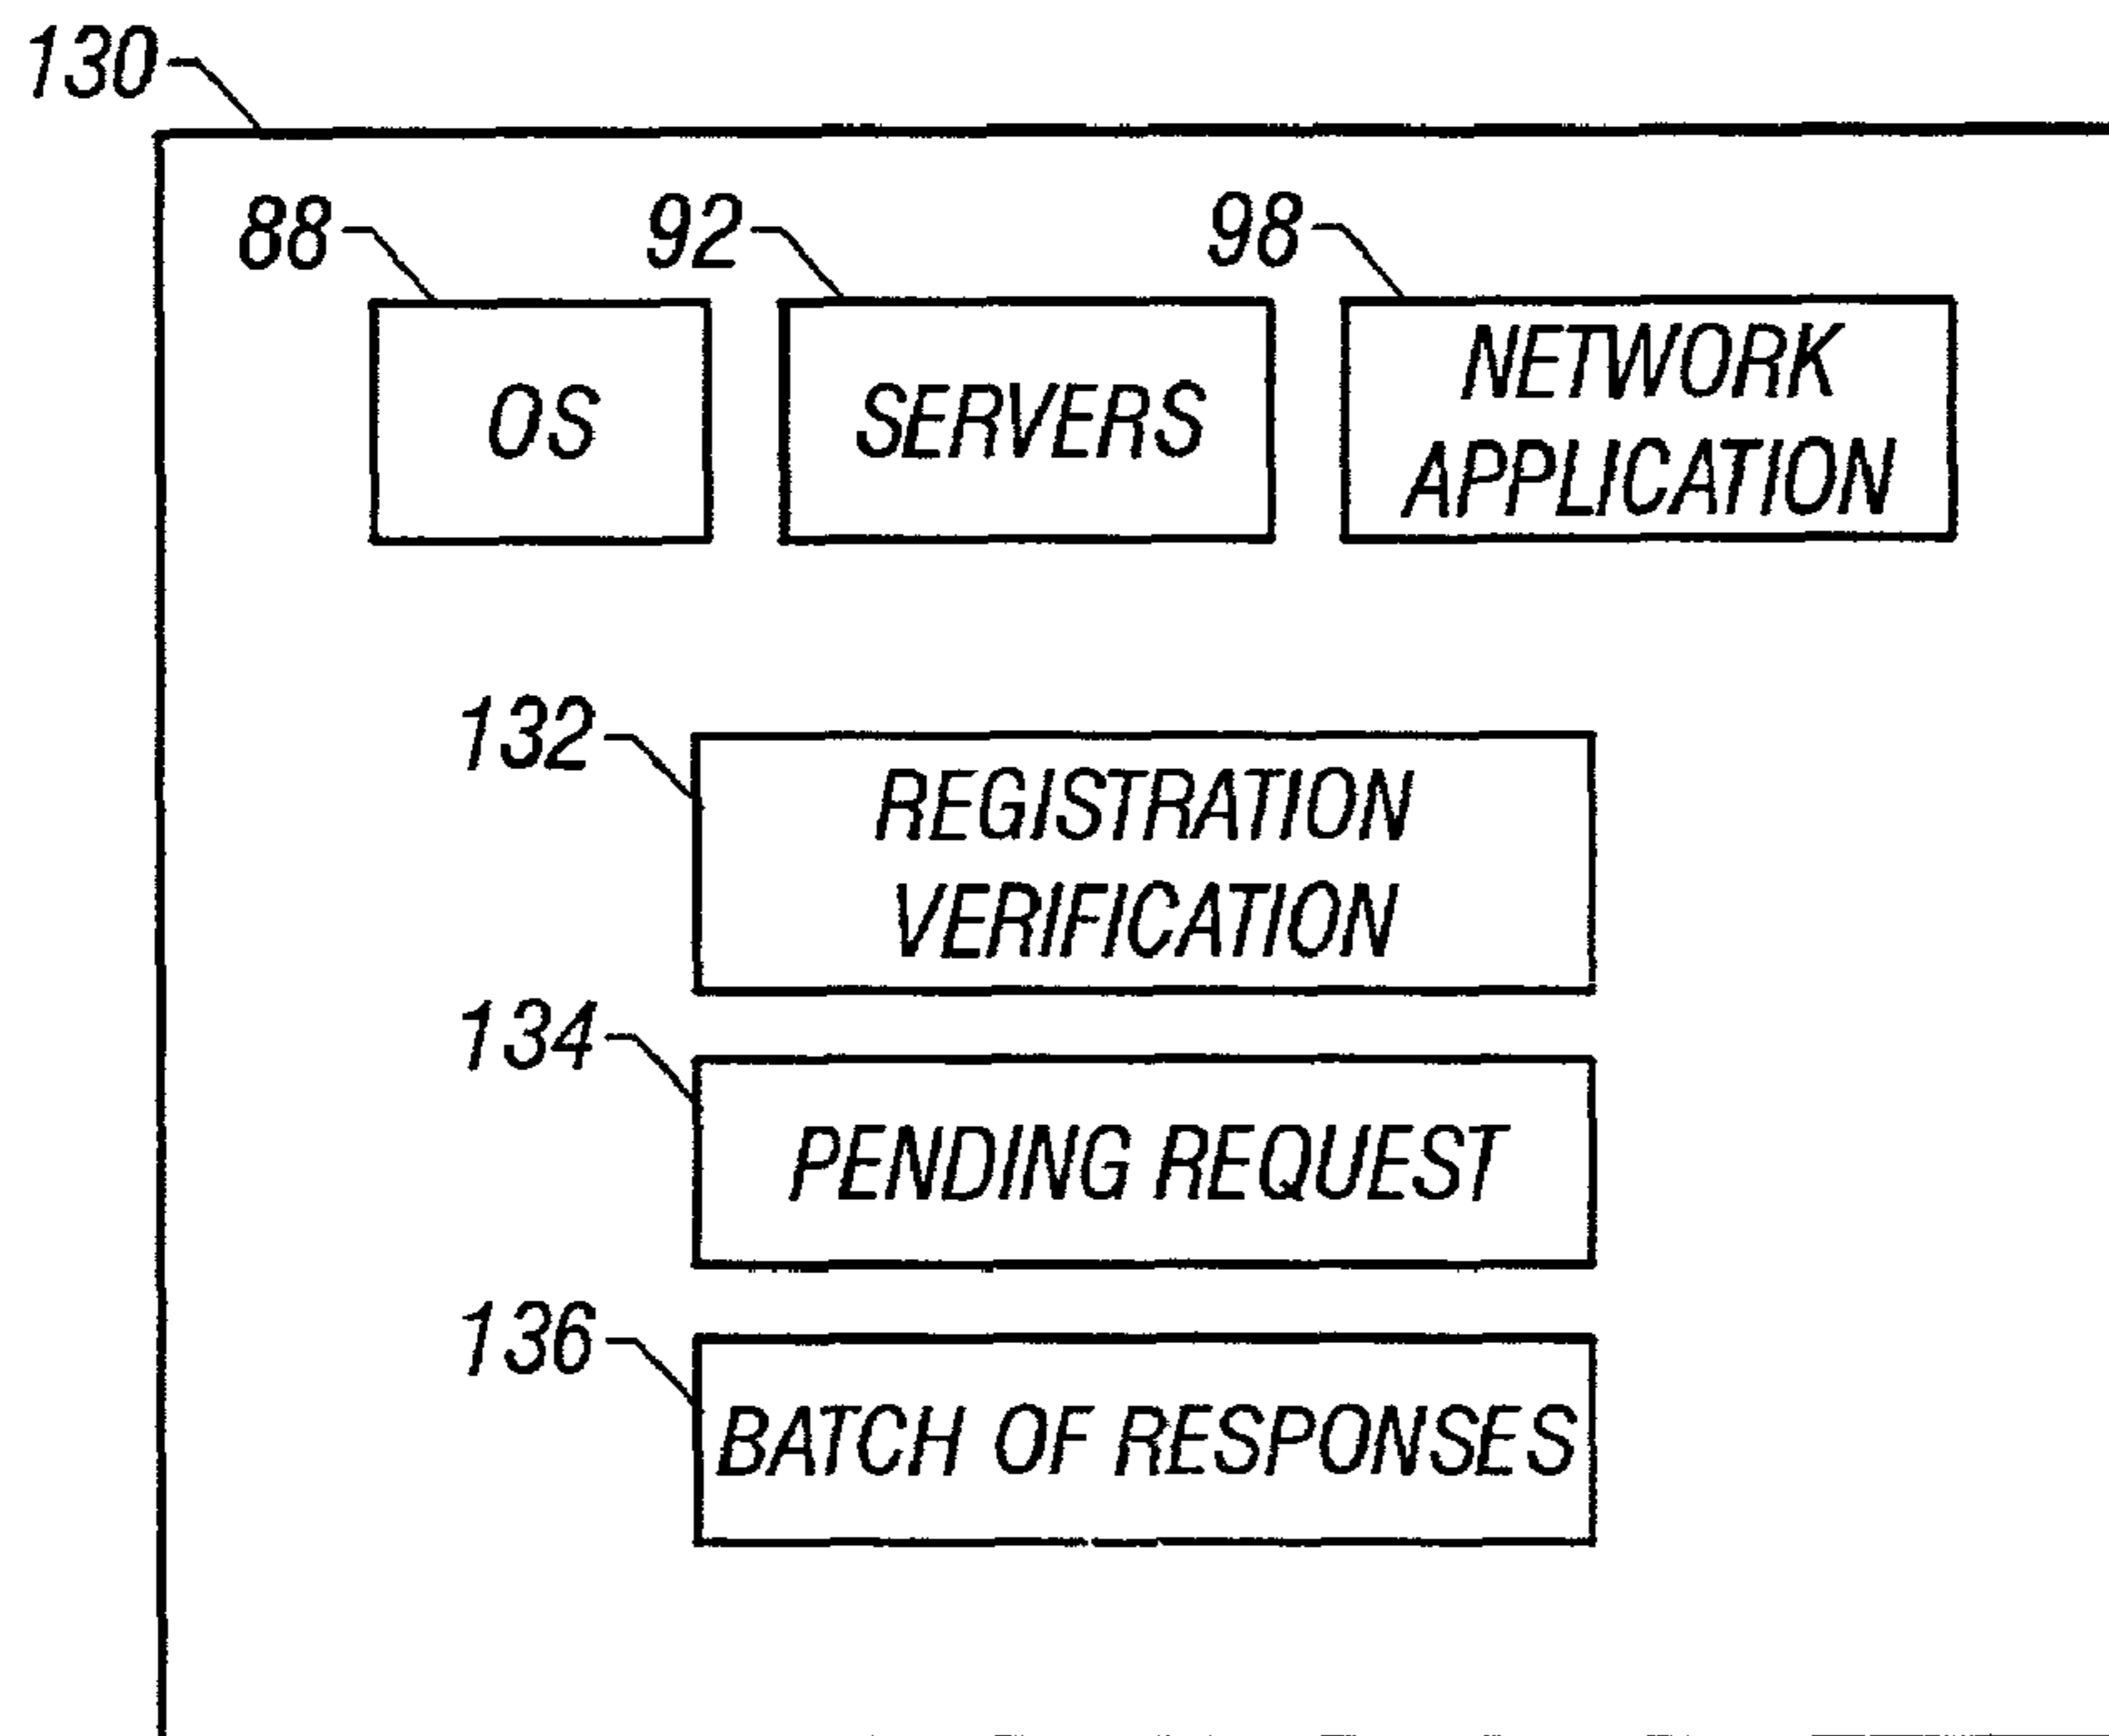 130
88
92
98
OS
SERVERS
NETWORK
APPLICATION
132
REGISTRATION
VERIFICATION
134
PENDING REQUEST
136
BATCH OF RESPONSES